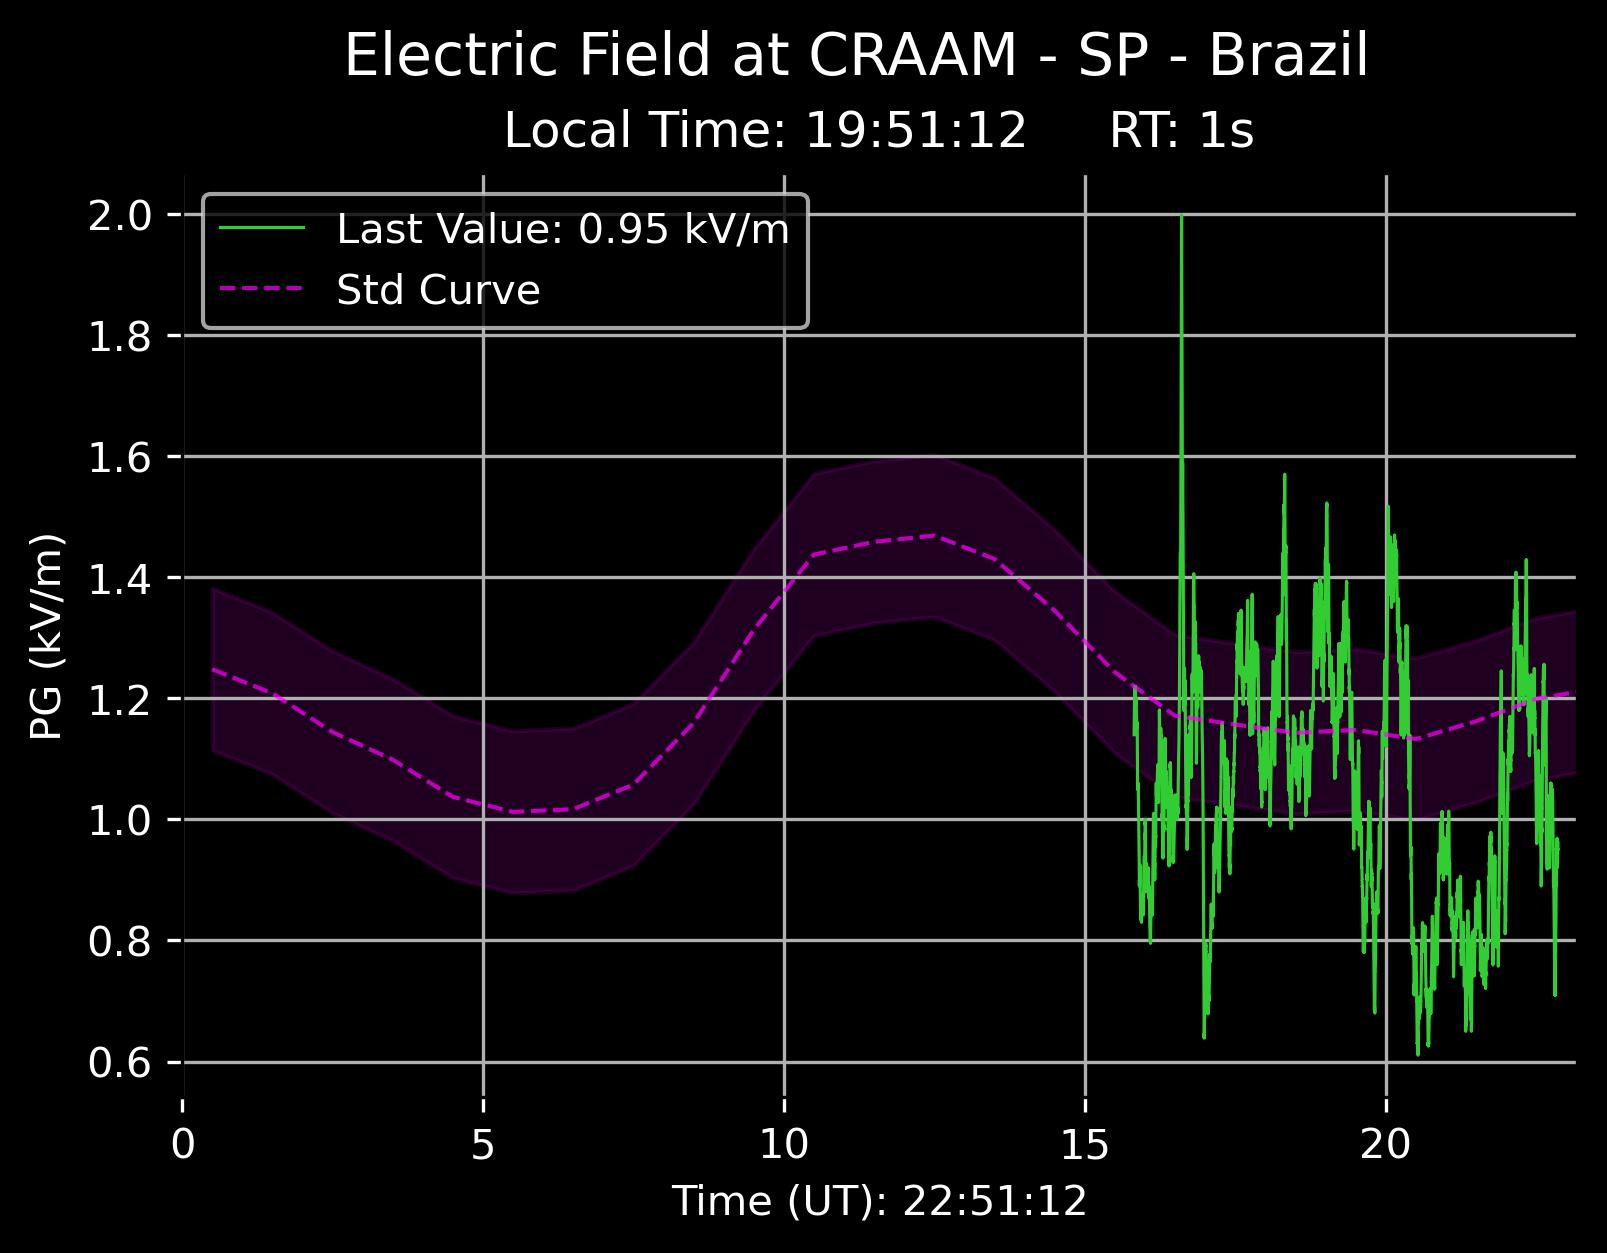 Electric Field at CRAAM - SP - Brazil
Local Time: 19:51:12 RT: 1s
Last Value: 0.95 kV/m
Std Curve
PG (kV/m)
2.0
1.8
1.6
1.4
1.2
1.0
0.8
0.6
0 5 10 15 20
Time (UT): 22:51:12